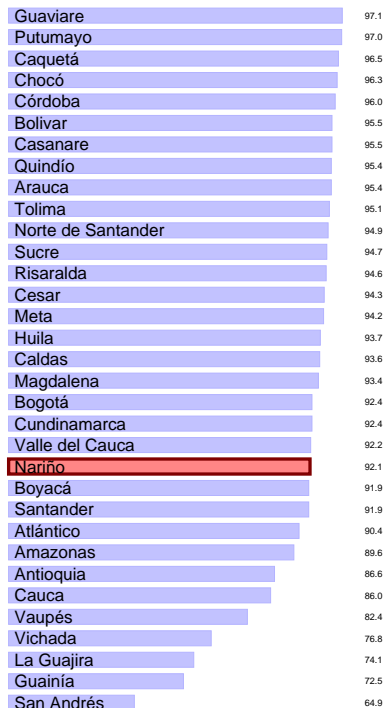 Guaviare 97.1
Putumayo 97.0
Caquetá 96.5
Chocó 96.3
Córdoba 96.0
Bolivar 95.5
Casanare 95.5
Quindío 95.4
Arauca 95.4
Tolima 95.1
Norte de Santander 94.9
Sucre 94.7
Risaralda 94.6
Cesar 94.3
Meta 94.2
Huila 93.7
Caldas 93.6
Magdalena 93.4
Bogotá 92.4
Cundinamarca 92.4
Valle del Cauca 92.2
Nariño 92.1
Boyacá 91.9
Santander 91.9
Atlántico 90.4
Amazonas 89.6
Antioquia 86.6
Cauca 86.0
Vaupés 82.4
Vichada 76.8
La Guajira 74.1
Guainía 72.5
San Andrés 64.9